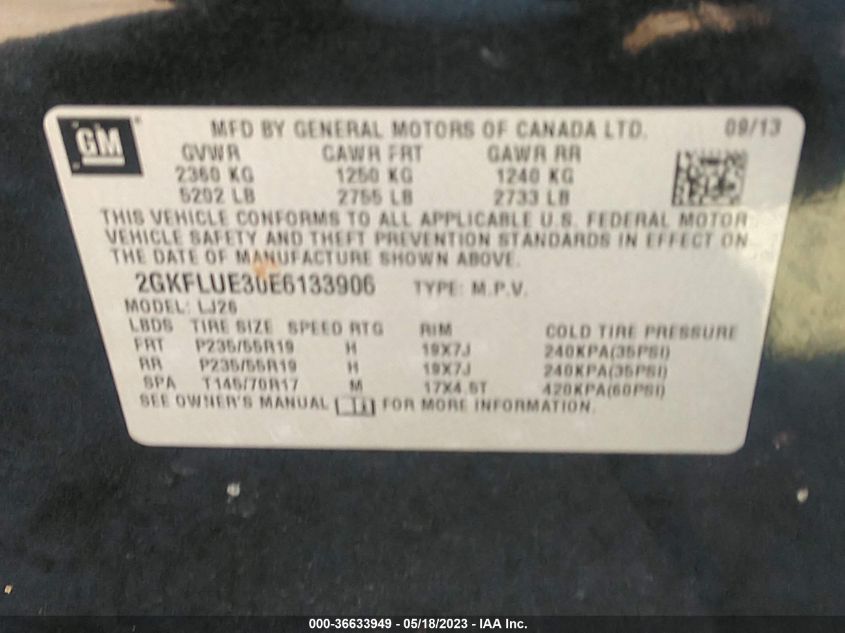 GM
MFD BY GENERAL MOTORS OF CANADA LTD. 09/13
GVWR GAWR FRT GAWR RR
2360 KG 1250 KG 1240 KG
5202 LB 2755 LB 2733 LB
THIS VEHICLE CONFORMS TO ALL APPLICABLE U.S. FEDERAL MOTOR
VEHICLE SAFETY AND THEFT PREVENTION STANDARDS IN EFFECT ON
THE DATE OF MANUFACTURE SHOWN ABOVE.
2GKFLUE30E6133906 TYPE: M.P.V.
MODEL: LJ26
LBDS TIRE SIZE SPEED RTG RIM COLD TIRE PRESSURE
FRT P235/55R19 H 19X7J 240KPA(35PSI)
RR P235/55R19 H 19X7J 240KPA(35PSI)
SPA T145/70R17 M 17X4.5T 420KPA(60PSI)
SEE OWNER'S MANUAL FOR MORE INFORMATION.
000-36633949 - 05/18/2023 - IAA Inc.